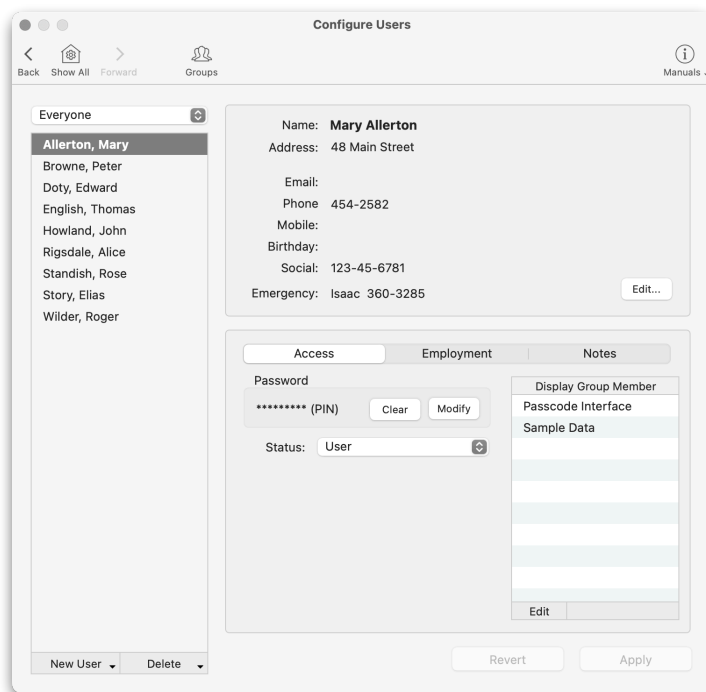 Configure Users
Back Show All Forward Groups Manuals
Everyone
Allerton, Mary
Browne, Peter
Doty, Edward
English, Thomas
Howland, John
Rigsdale, Alice
Standish, Rose
Story, Elias
Wilder, Roger
New User Delete
Name: Mary Allerton
Address: 48 Main Street
Email:
Phone 454-2582
Mobile:
Birthday:
Social: 123-45-6781
Emergency: Isaac 360-3285
Edit...
Access Employment Notes
Password
********* (PIN) Clear Modify
Status: User
Display Group Member
Passcode Interface
Sample Data
Edit
Revert Apply